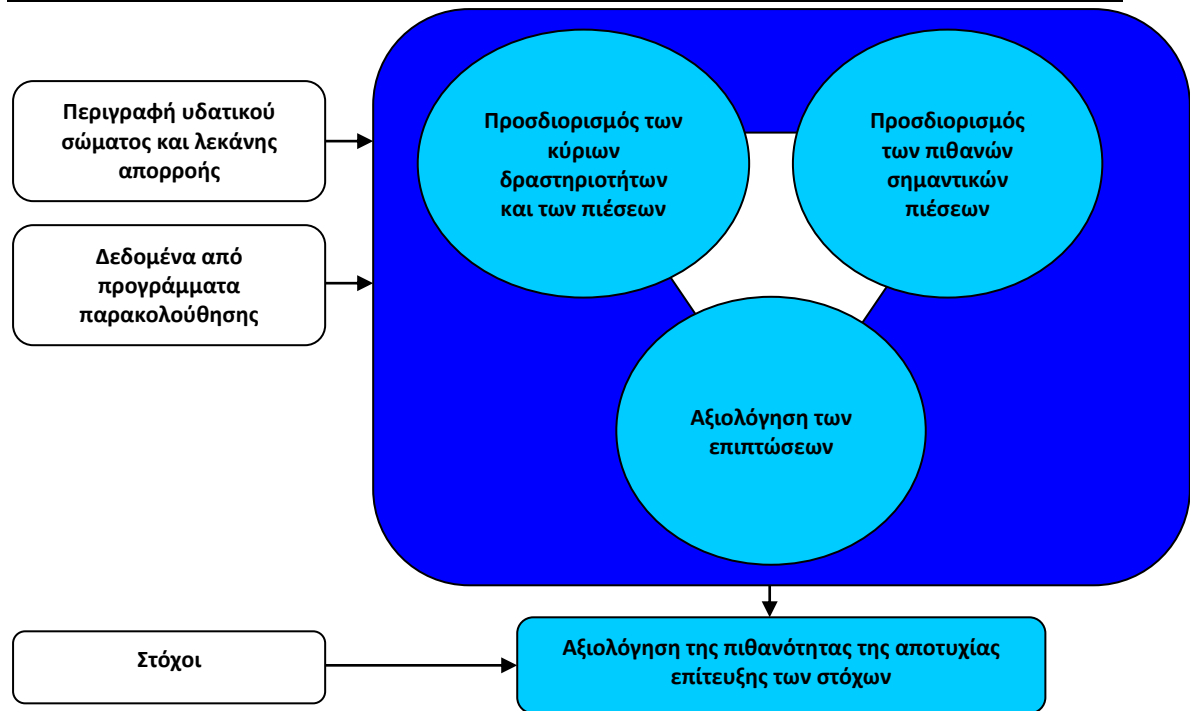 Περιγραφή υδατικού
σώματος και λεκάνης
απορροής
Δεδομένα από
προγράμματα
παρακολούθησης
Προσδιορισμός των
κύριων
δραστηριοτήτων
και των πιέσεων
Προσδιορισμός
των πιθανών
σημαντικών
πιέσεων
Αξιολόγηση των
επιπτώσεων
Στόχοι
Αξιολόγηση της πιθανότητας της αποτυχίας
επίτευξης των στόχων